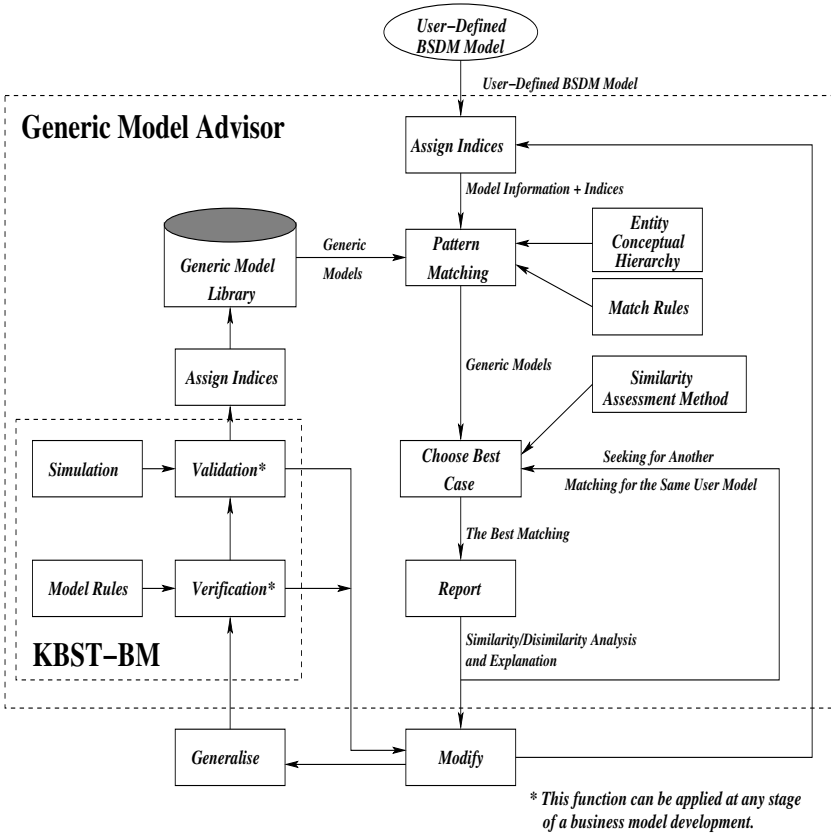 User-Defined
BSDM Model
User-Defined BSDM Model
Generic Model Advisor
Assign Indices
Model Information + Indices
Generic Model
Library
Generic
Models
Pattern
Matching
Entity
Conceptual
Hierarchy
Match Rules
Assign Indices
Generic Models
Similarity
Assessment Method
Simulation
Validation*
Choose Best
Case
Seeking for Another
Matching for the Same User Model
The Best Matching
Model Rules
Verification*
Report
KBST-BM
Similarity/Disimilarity Analysis
and Explanation
Generalise
Modify
* This function can be applied at any stage
of a business model development.